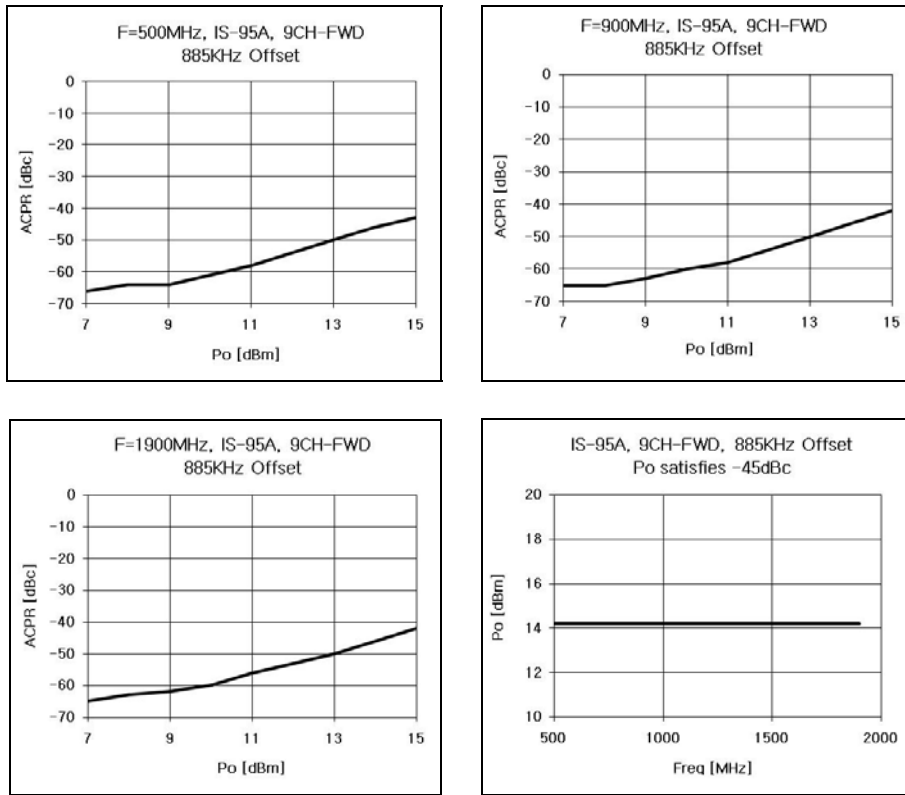 F=500MHz, IS-95A, 9CH-FWD
885KHz Offset
0
-10
-20
-30
-40
-50
-60
-70
ACPR [dBc]
7 9 11 13 15
Po [dBm]
F=900MHz, IS-95A, 9CH-FWD
885KHz Offset
0
-10
-20
-30
-40
-50
-60
-70
ACPR [dBc]
7 9 11 13 15
Po [dBm]
F=1900MHz, IS-95A, 9CH-FWD
885KHz Offset
0
-10
-20
-30
-40
-50
-60
-70
ACPR [dBc]
7 9 11 13 15
Po [dBm]
IS-95A, 9CH-FWD, 885KHz Offset
Po satisfies -45dBc
20
18
16
14
12
10
Po [dBm]
500 1000 1500 2000
Freq [MHz]